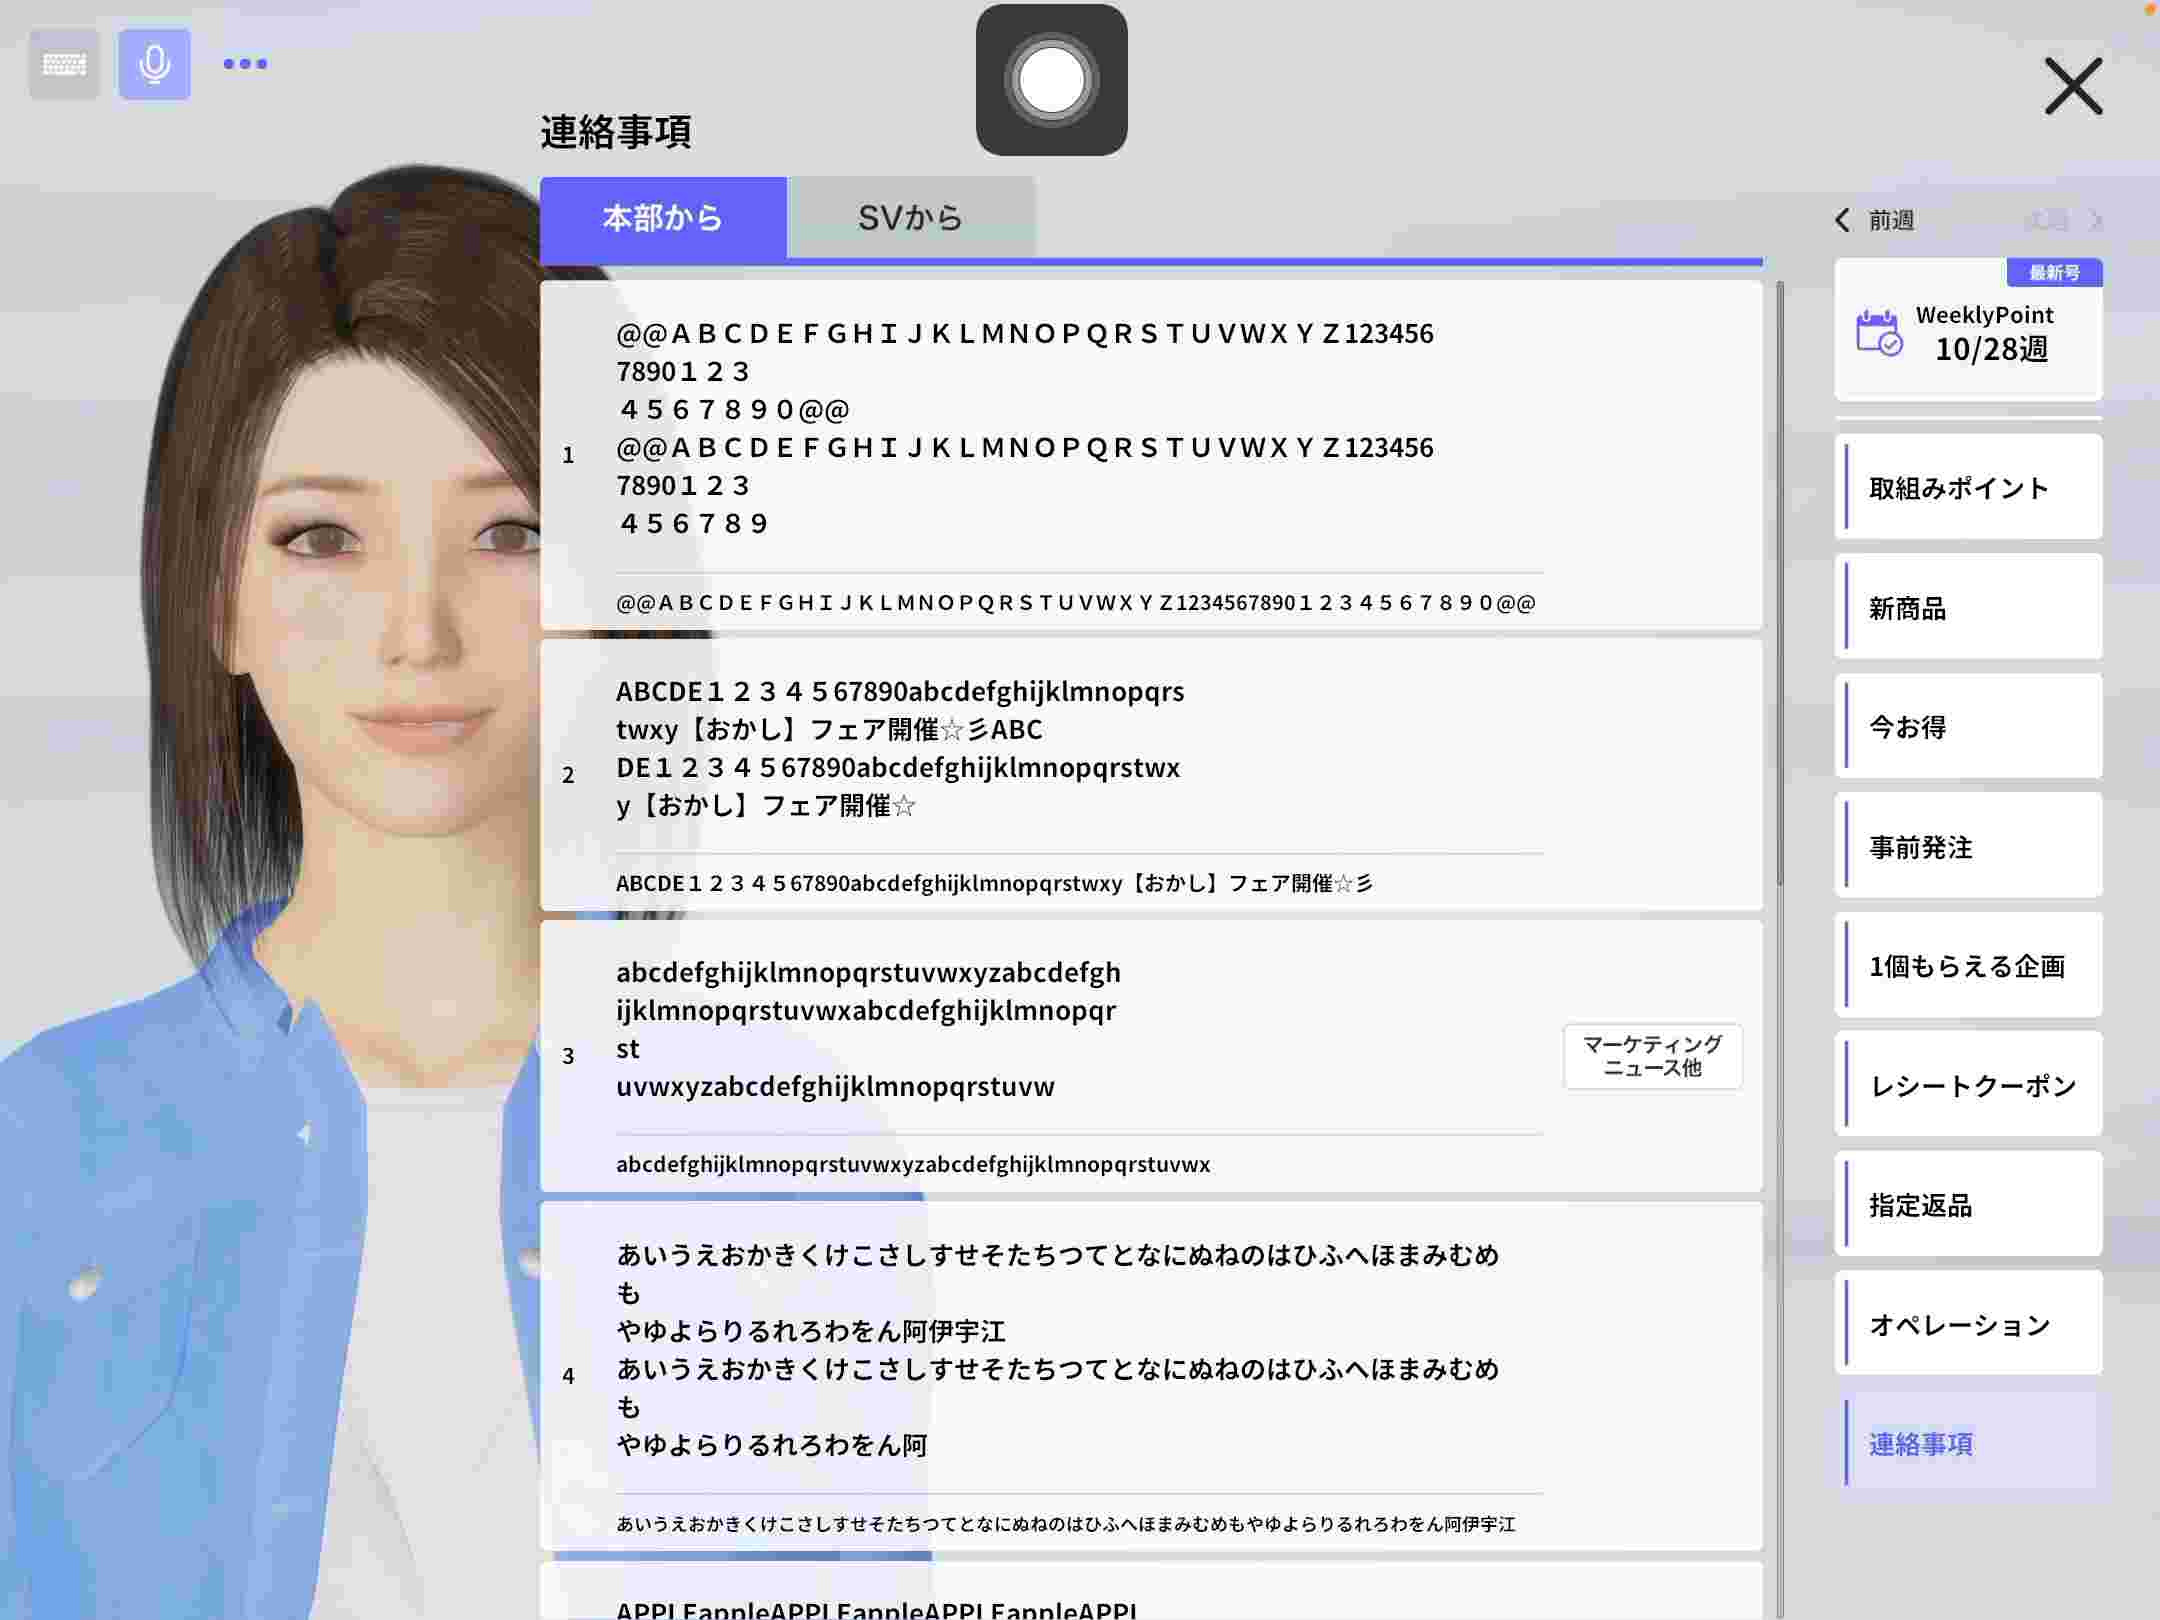 連絡事項
本部から
SVから
1
@@ＡＢＣＤＥＦＧＨＩＪＫＬＭＮＯＰＱＲＳＴＵＶＷＸＹＺ123456
7890１２３
４５６７８９０@@
@@ＡＢＣＤＥＦＧＨＩＪＫＬＭＮＯＰＱＲＳＴＵＶＷＸＹＺ123456
7890１２３
４５６７８９
@@ＡＢＣＤＥＦＧＨＩＪＫＬＭＮＯＰＱＲＳＴＵＶＷＸＹＺ1234567890１２３４５６７８９０@@
2
ABCDE１２３４５67890abcdefghijklmnopqrs
twxy【おかし】フェア開催☆彡ABC
DE１２３４５67890abcdefghijklmnopqrstwx
y【おかし】フェア開催☆
ABCDE１２３４５67890abcdefghijklmnopqrstwxy【おかし】フェア開催☆彡
3
abcdefghijklmnopqrstuvwxyzabcdefgh
ijklmnopqrstuvwxabcdefghijklmnopqr
st
uvwxyzabcdefghijklmnopqrstuvw
abcdefghijklmnopqrstuvwxyzabcdefghijklmnopqrstuvwx
マーケティング
ニュース他
4
あいうえおかきくけこさしすせそたちつてとなにぬねのはひふへほまみむめ
も
やゆよらりるれろわをん阿伊宇江
あいうえおかきくけこさしすせそたちつてとなにぬねのはひふへほまみむめ
も
やゆよらりるれろわをん阿
あいうえおかきくけこさしすせそたちつてとなにぬねのはひふへほまみむめもやゆよらりるれろわをん阿伊宇江
APPLEappleAPPLEappleAPPLEappleAPPL
前週
次週
最新号
WeeklyPoint
10/28週
取組みポイント
新商品
今お得
事前発注
1個もらえる企画
レシートクーポン
指定返品
オペレーション
連絡事項